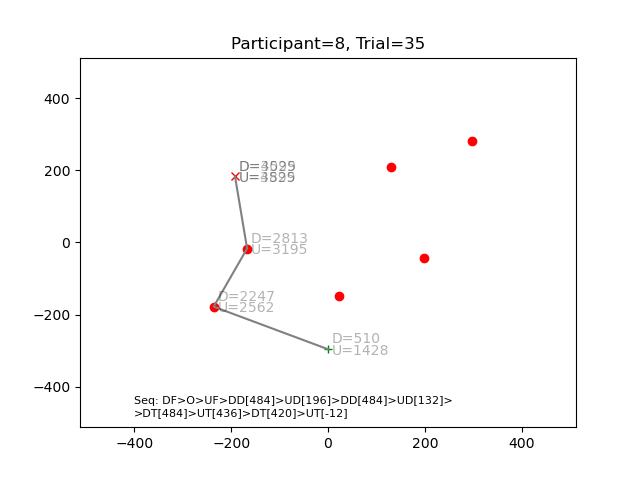 Participant=8, Trial=35
400
200
0
−200
−400
D=2813
U=3195
D=2247
U=2562
D=510
U=1428
Seq: DF>O>UF>DD[484]>UD[196]>DD[484]>UD[132]>
>DT[484]>UT[436]>DT[420]>UT[-12]
−400 −200 0 200 400